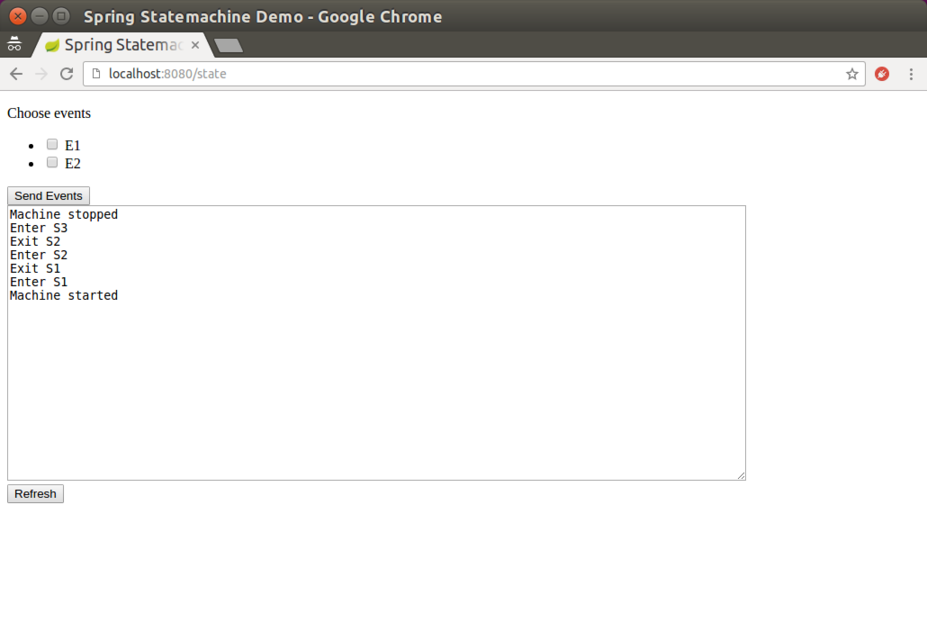 Spring Statemachine Demo - Google Chrome
Spring Statemac
localhost:8080/state
Choose events
E1
E2
Send Events
Machine stopped
Enter S3
Exit S2
Enter S2
Exit S1
Enter S1
Machine started
Refresh